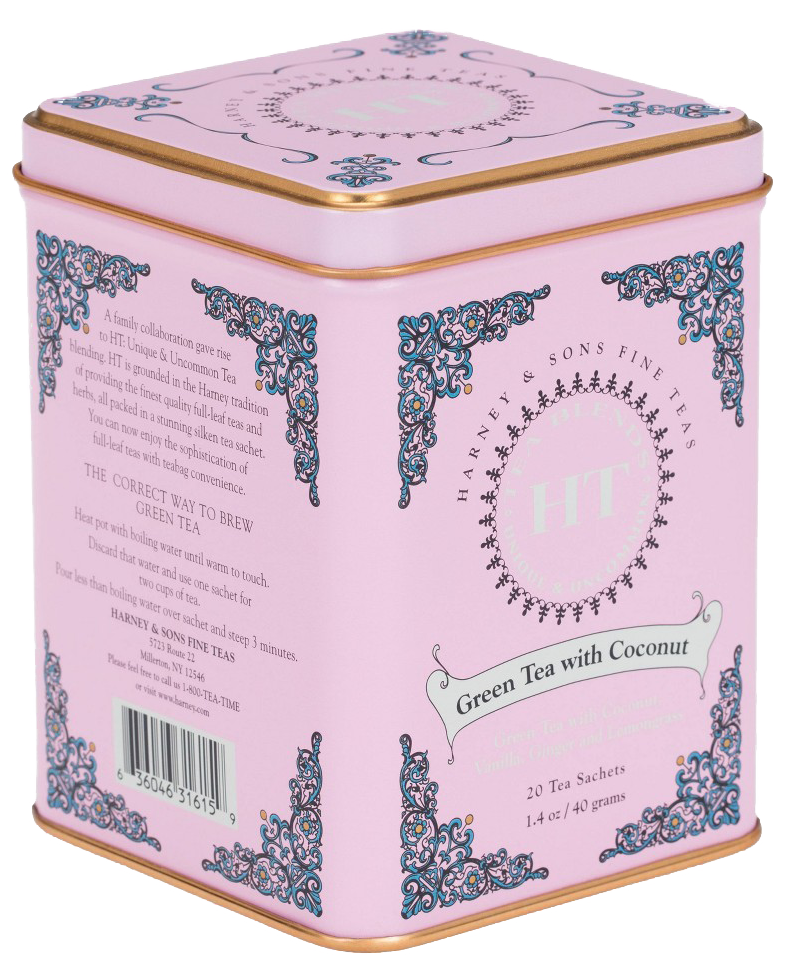 HARNEY & SONS FINE TEAS
HT
A family collaboration gave rise
to HT: Unique & Uncommon Tea
blending. HT is grounded in the Harney tradition
of providing the finest quality full-leaf teas and
herbs, all packed in a stunning silken tea sachet.
You can now enjoy the sophistication of
full-leaf teas with teabag convenience.
THE CORRECT WAY TO BREW
GREEN TEA
Heat pot with boiling water until warm to touch.
Discard that water and use one sachet for
two cups of tea.
Pour less than boiling water over sachet and steep 3 minutes.
HARNEY & SONS FINE TEAS
5723 Route 22
Millerton, NY 12546
Please feel free to call us 1-800-TEA-TIME
or visit www.harney.com
6 36046 31615 9
HARNEY & SONS FINE TEAS
TEA BLENDS
HT
UNIQUE & UNCOMMON
Green Tea with Coconut
Green Tea with Coconut,
Vanilla, Ginger and Lemongrass
20 Tea Sachets
1.4 oz / 40 grams